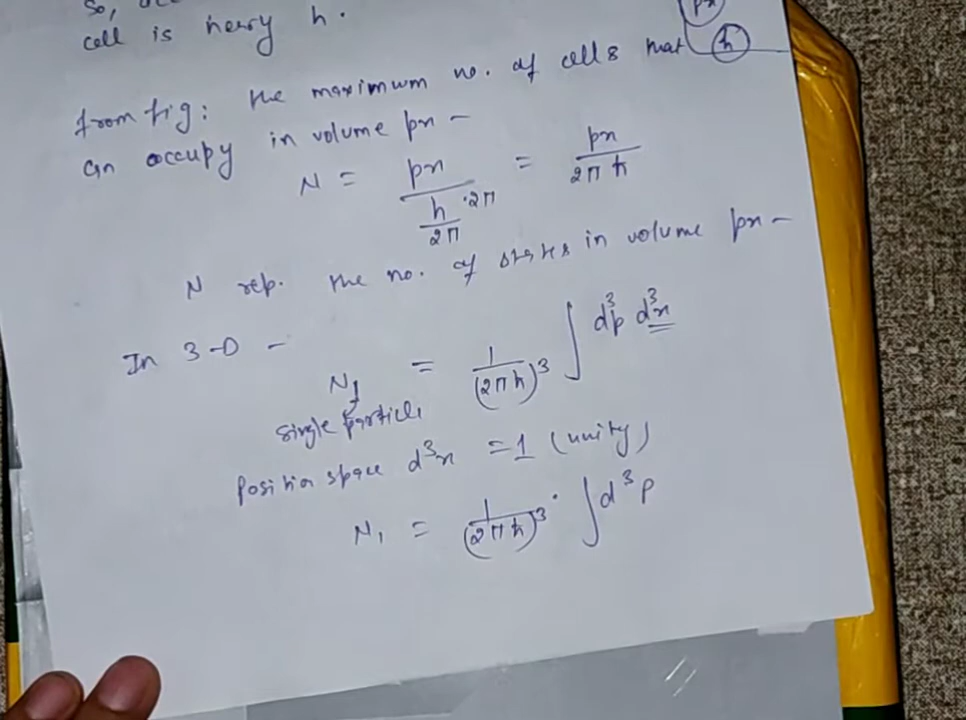 So,
cell is nearly h.
px
h
from fig: the maximum no. of cells that
can occupy in volume px -
N = px / (h/2π · 2π) = px / 2πħ
N rep. the no. of states in volume px -
In 3-D -
N₁ = 1/(2πħ)³ ∫ d³p d³x
single particle
Position space d³x = 1 (unity)
N₁ = 1/(2πħ)³ · ∫ d³p